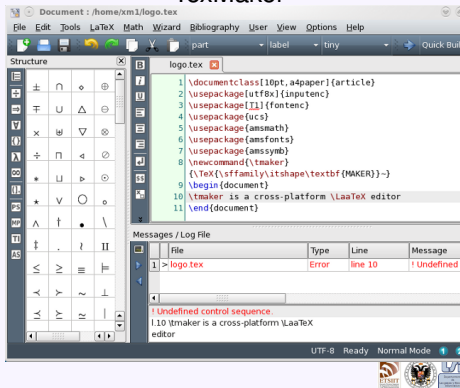 Texmaker
Document : /home/xm1/logo.tex
File Edit Tools LaTeX Math Wizard Bibliography User View Options Help
part label tiny Quick Buil
Structure
logo.tex
1 \documentclass[10pt,a4paper]{article}
2 \usepackage[utf8x]{inputenc}
3 \usepackage[T1]{fontenc}
4 \usepackage{ucs}
5 \usepackage{amsmath}
6 \usepackage{amsfonts}
7 \usepackage{amssymb}
8 \newcommand{\tmaker}
{\TeX{\sffamily\itshape\textbf{MAKER}}~}
9 \begin{document}
10 \tmaker is a cross-platform \LaaTeX editor
11 \end{document}
Messages / Log File
File Type Line Message
1 > logo.tex Error line 10 ! Undefined
! Undefined control sequence.
l.10 \tmaker is a cross-platform \LaaTeX
editor
UTF-8 Ready Normal Mode 1
ETSIIT